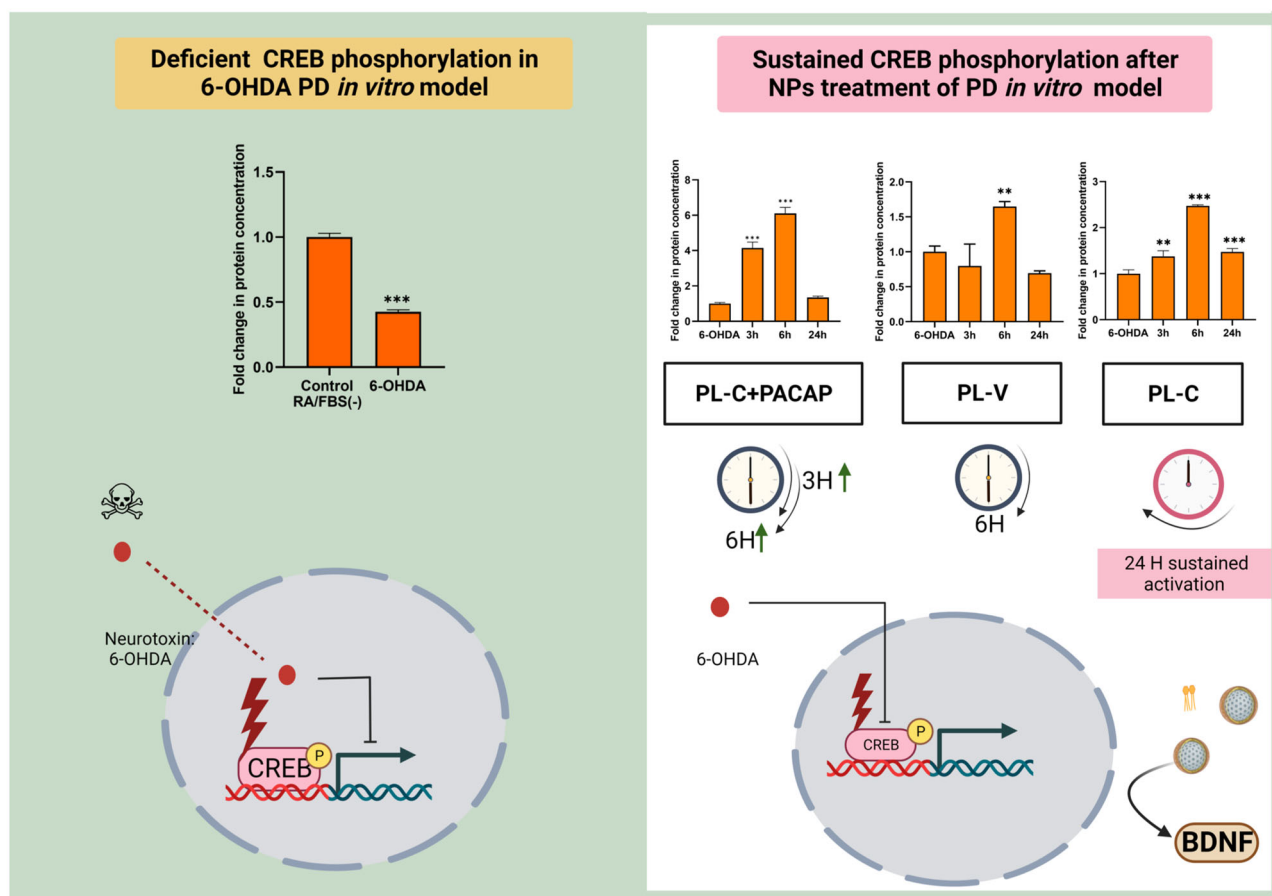 Deficient CREB phosphorylation in
6-OHDA PD in vitro model
Fold change in protein concentration
1.5
1.0
0.5
0.0
***
Control
RA/FBS(-)
6-OHDA
Neurotoxin:
6-OHDA
CREB
P
Sustained CREB phosphorylation after
NPs treatment of PD in vitro model
Fold change in protein concentration
8
6
4
2
0
***
***
6-OHDA
3h
6h
24h
Fold change in protein concentration
2.0
1.5
1.0
0.5
0.0
**
6-OHDA
3h
6h
24h
Fold change in protein concentration
3
2
1
0
**
***
***
6-OHDA
3h
6h
24h
PL-C+PACAP
PL-V
PL-C
3H
6H
6H
24 H sustained
activation
6-OHDA
CREB
P
BDNF